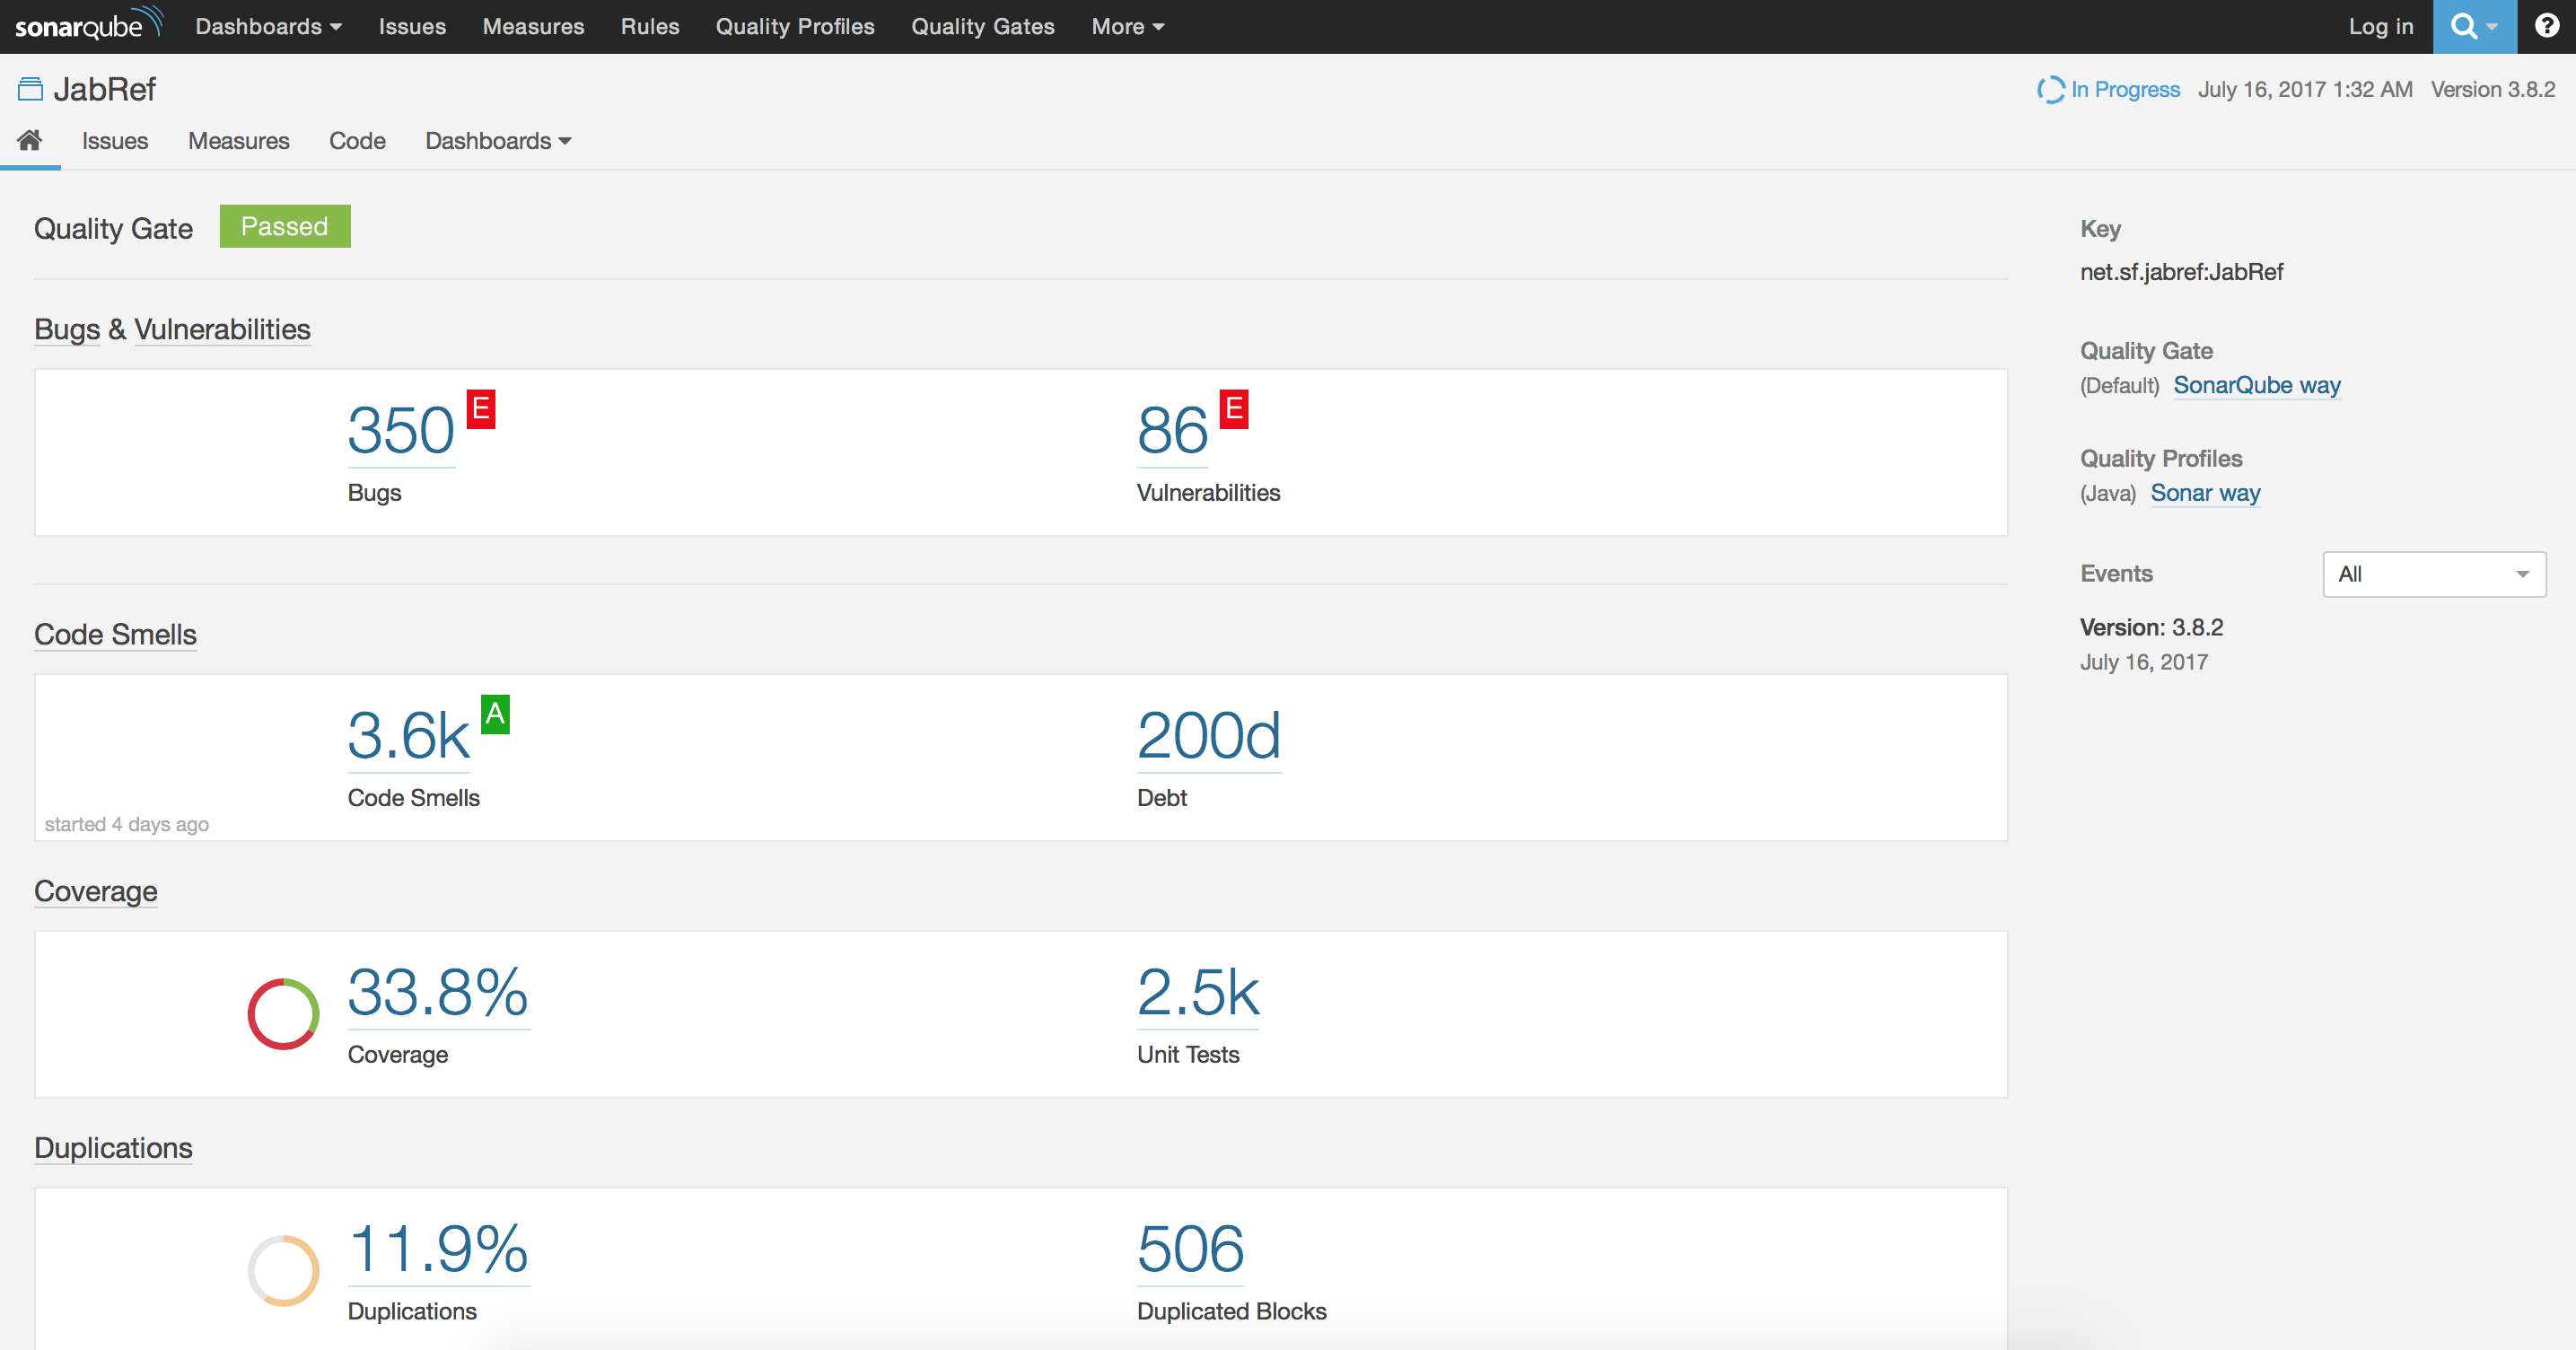 sonarqube Dashboards Issues Measures Rules Quality Profiles Quality Gates More Log in
JabRef
In Progress July 16, 2017 1:32 AM Version 3.8.2
Issues Measures Code Dashboards
Quality Gate Passed
Bugs & Vulnerabilities
350 E
Bugs
86 E
Vulnerabilities
Code Smells
3.6k A
Code Smells
200d
Debt
started 4 days ago
Coverage
33.8%
Coverage
2.5k
Unit Tests
Duplications
11.9%
Duplications
506
Duplicated Blocks
Key
net.sf.jabref:JabRef
Quality Gate
(Default) SonarQube way
Quality Profiles
(Java) Sonar way
Events All
Version: 3.8.2
July 16, 2017